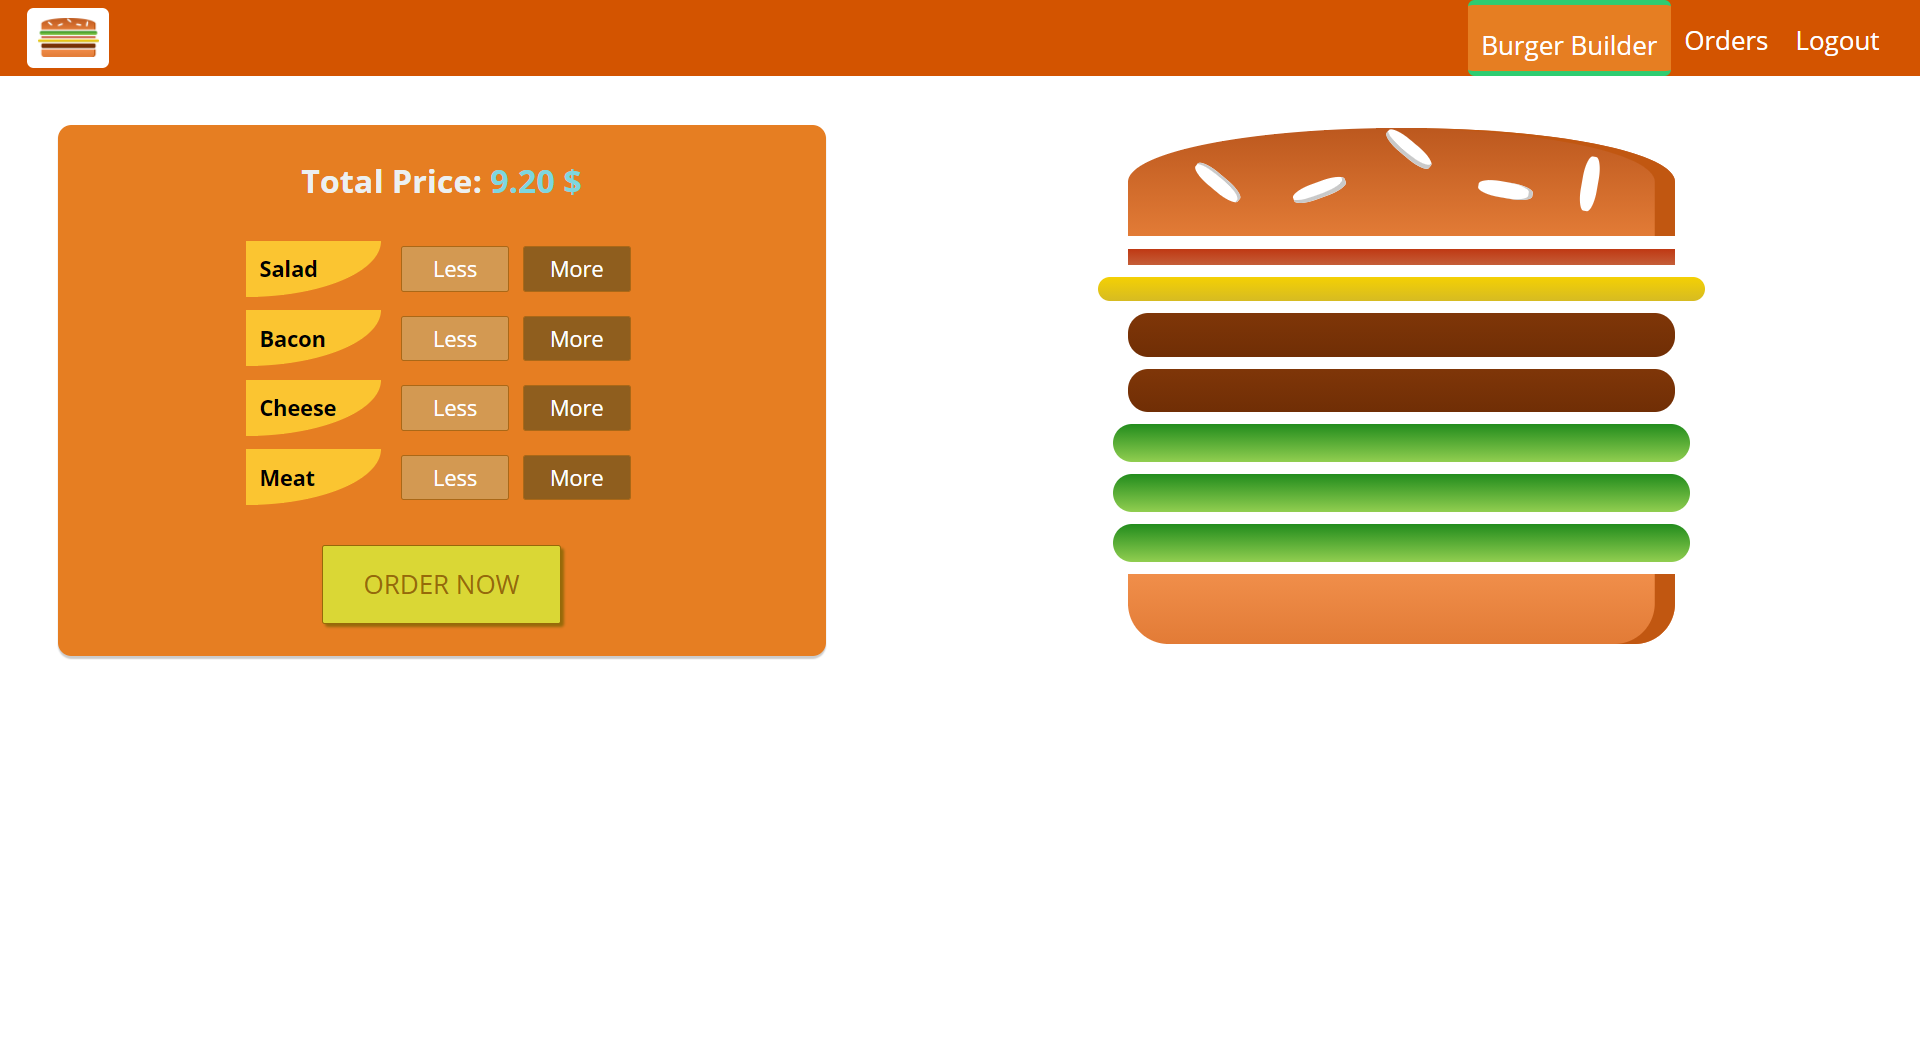 Burger Builder Orders Logout
Total Price: 9.20 $
Salad Less More
Bacon Less More
Cheese Less More
Meat Less More
ORDER NOW